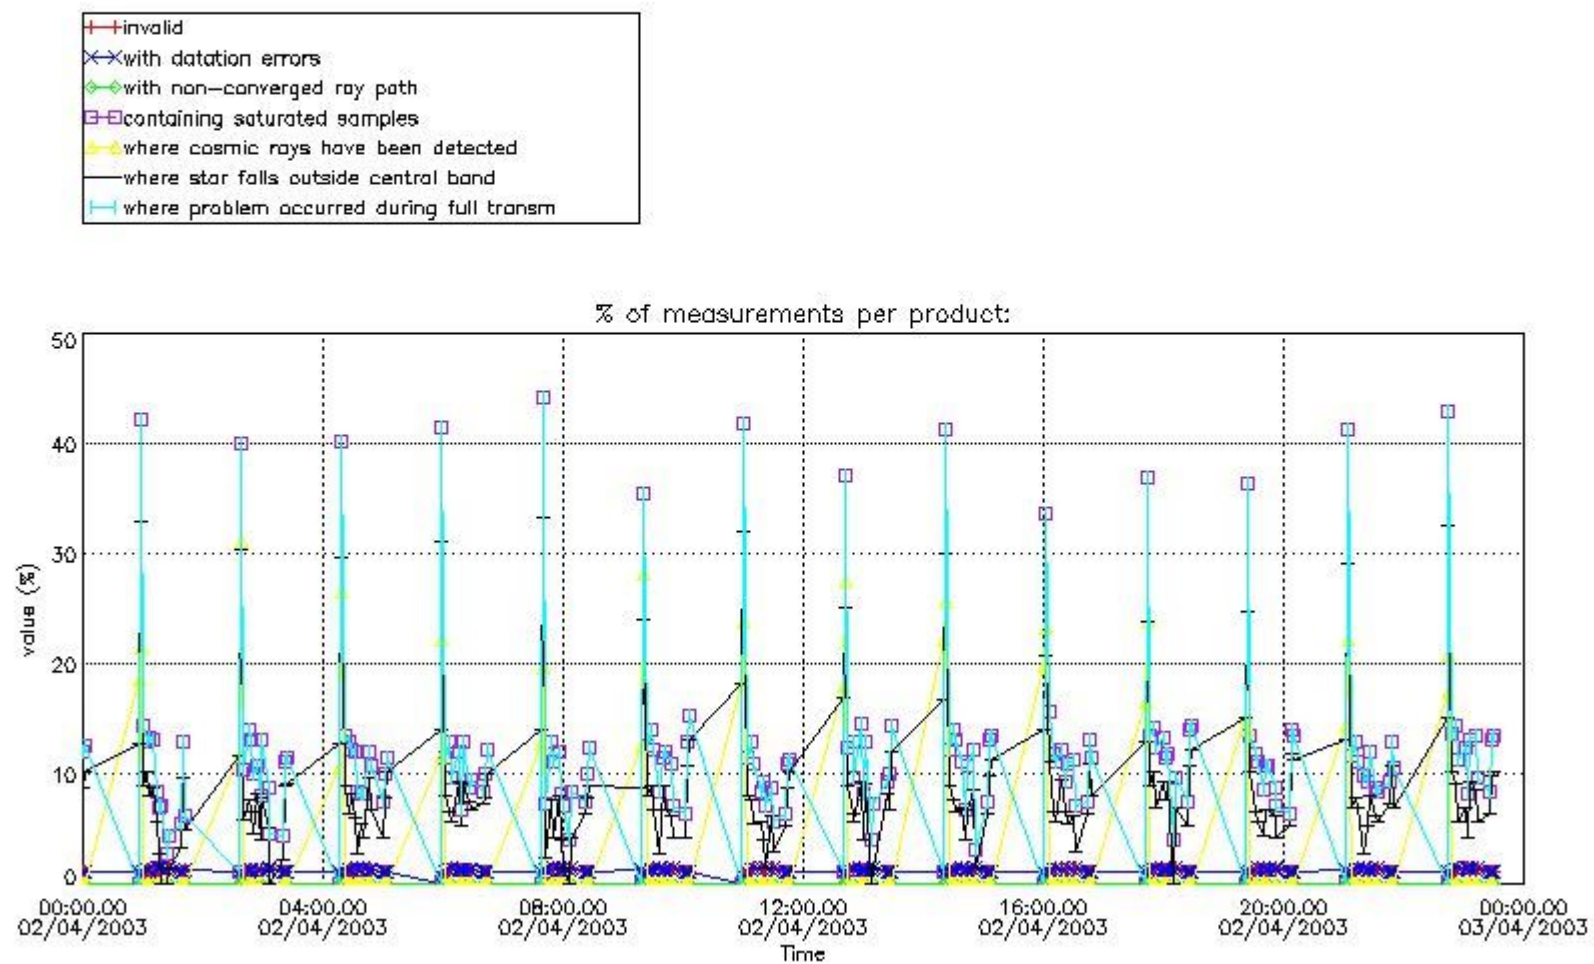 invalid
with datation errors
with non-converged ray path
containing saturated samples
where cosmic rays have been detected
where star falls outside central band
where problem occurred during full transm
% of measurements per product:
50
40
30
20
10
0
value (%)
00:00:00 04:00:00 08:00:00 12:00:00 16:00:00 20:00:00 00:00:00
02/04/2003 02/04/2003 02/04/2003 02/04/2003 02/04/2003 02/04/2003 03/04/2003
Time